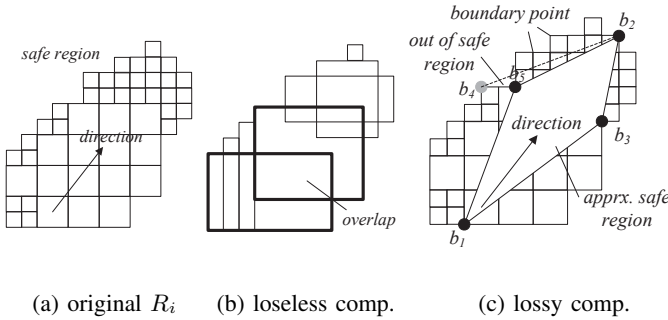 safe region
direction
overlap
boundary point
out of safe
region
b2
b4
b5
direction
b3
apprx. safe
region
b1
(a) original Ri
(b) loseless comp.
(c) lossy comp.